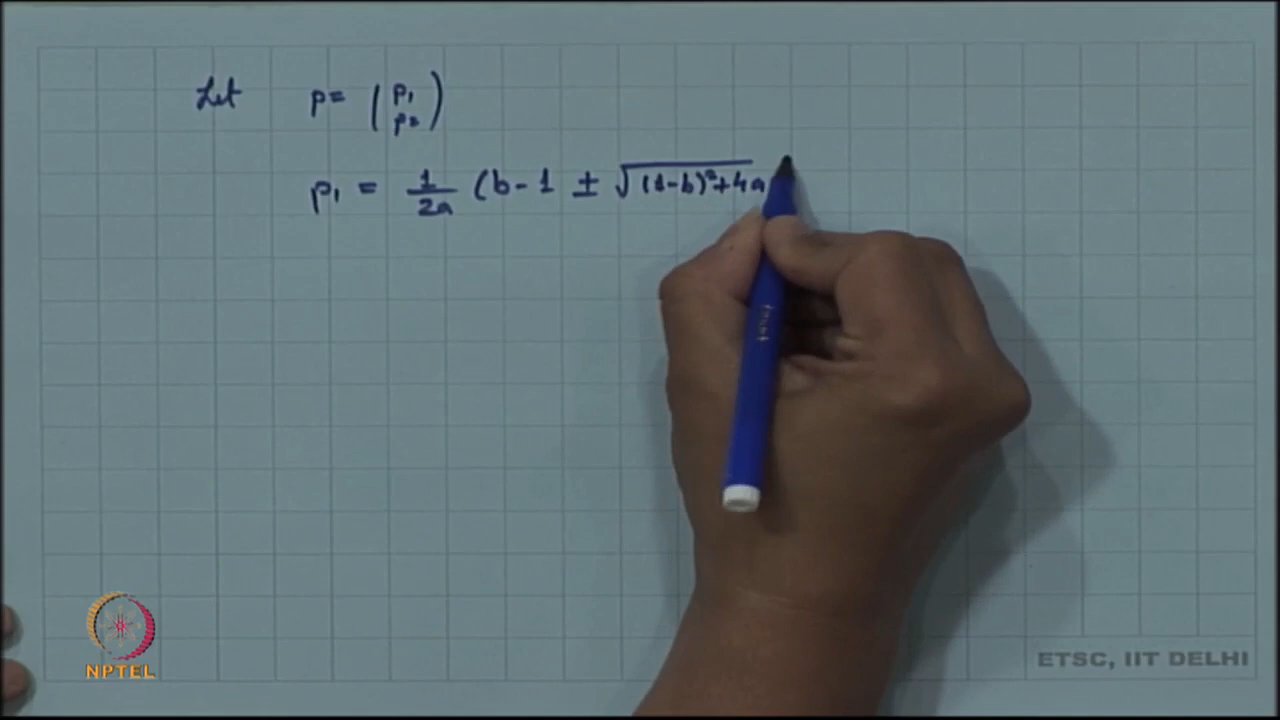 Let p = ( p₁
p₂ )
p₁ = 1/2a (b - 1 ± √(1-b)²+4a
NPTEL
ETSC, IIT DELHI